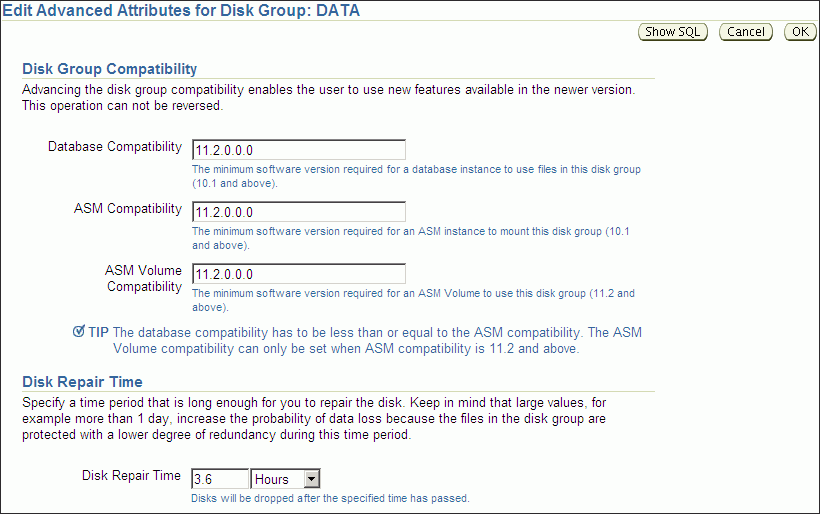 Edit Advanced Attributes for Disk Group: DATA
Show SQL Cancel OK
Disk Group Compatibility
Advancing the disk group compatibility enables the user to use new features available in the newer version.
This operation can not be reversed.
Database Compatibility 11.2.0.0.0
The minimum software version required for a database instance to use files in this disk group
(10.1 and above).
ASM Compatibility 11.2.0.0.0
The minimum software version required for an ASM instance to mount this disk group (10.1
and above).
ASM Volume
Compatibility 11.2.0.0.0
The minimum software version required for an ASM Volume to use this disk group (11.2 and
above).
TIP The database compatibility has to be less than or equal to the ASM compatibility. The ASM
Volume compatibility can only be set when ASM compatibility is 11.2 and above.
Disk Repair Time
Specify a time period that is long enough for you to repair the disk. Keep in mind that large values, for
example more than 1 day, increase the probability of data loss because the files in the disk group are
protected with a lower degree of redundancy during this time period.
Disk Repair Time 3.6 Hours
Disks will be dropped after the specified time has passed.